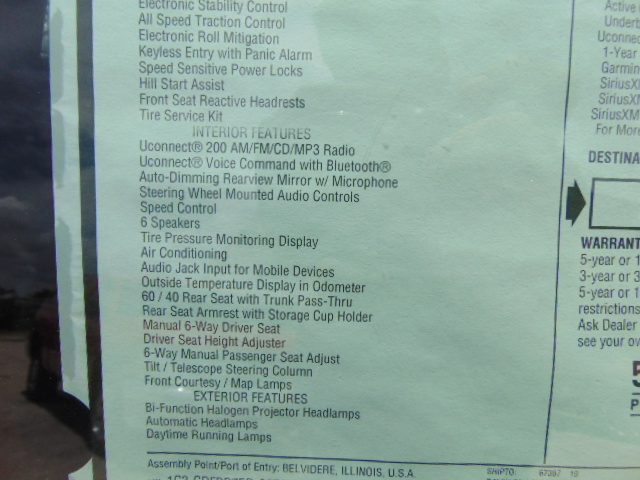 Electronic Stability Control
All Speed Traction Control
Electronic Roll Mitigation
Keyless Entry with Panic Alarm
Speed Sensitive Power Locks
Hill Start Assist
Front Seat Reactive Headrests
Tire Service Kit
INTERIOR FEATURES
Uconnect® 200 AM/FM/CD/MP3 Radio
Uconnect® Voice Command with Bluetooth®
Auto-Dimming Rearview Mirror w/ Microphone
Steering Wheel Mounted Audio Controls
Speed Control
6 Speakers
Tire Pressure Monitoring Display
Air Conditioning
Audio Jack Input for Mobile Devices
Outside Temperature Display in Odometer
60 / 40 Rear Seat with Trunk Pass-Thru
Rear Seat Armrest with Storage Cup Holder
Manual 6-Way Driver Seat
Driver Seat Height Adjuster
6-Way Manual Passenger Seat Adjust
Tilt / Telescope Steering Column
Front Courtesy / Map Lamps
EXTERIOR FEATURES
Bi-Function Halogen Projector Headlamps
Automatic Headlamps
Daytime Running Lamps
Assembly Point/Port of Entry: BELVIDERE, ILLINOIS, U.S.A.
SHIPTO:
Active
Underb
Uconnec
1-Year
Garmin
SiriusXM
SiriusXM
SiriusXM
For More
DESTINA
WARRANT
5-year or 1
3-year or 3
5-year or 1
restrictions
Ask Dealer
see your ow
5
P